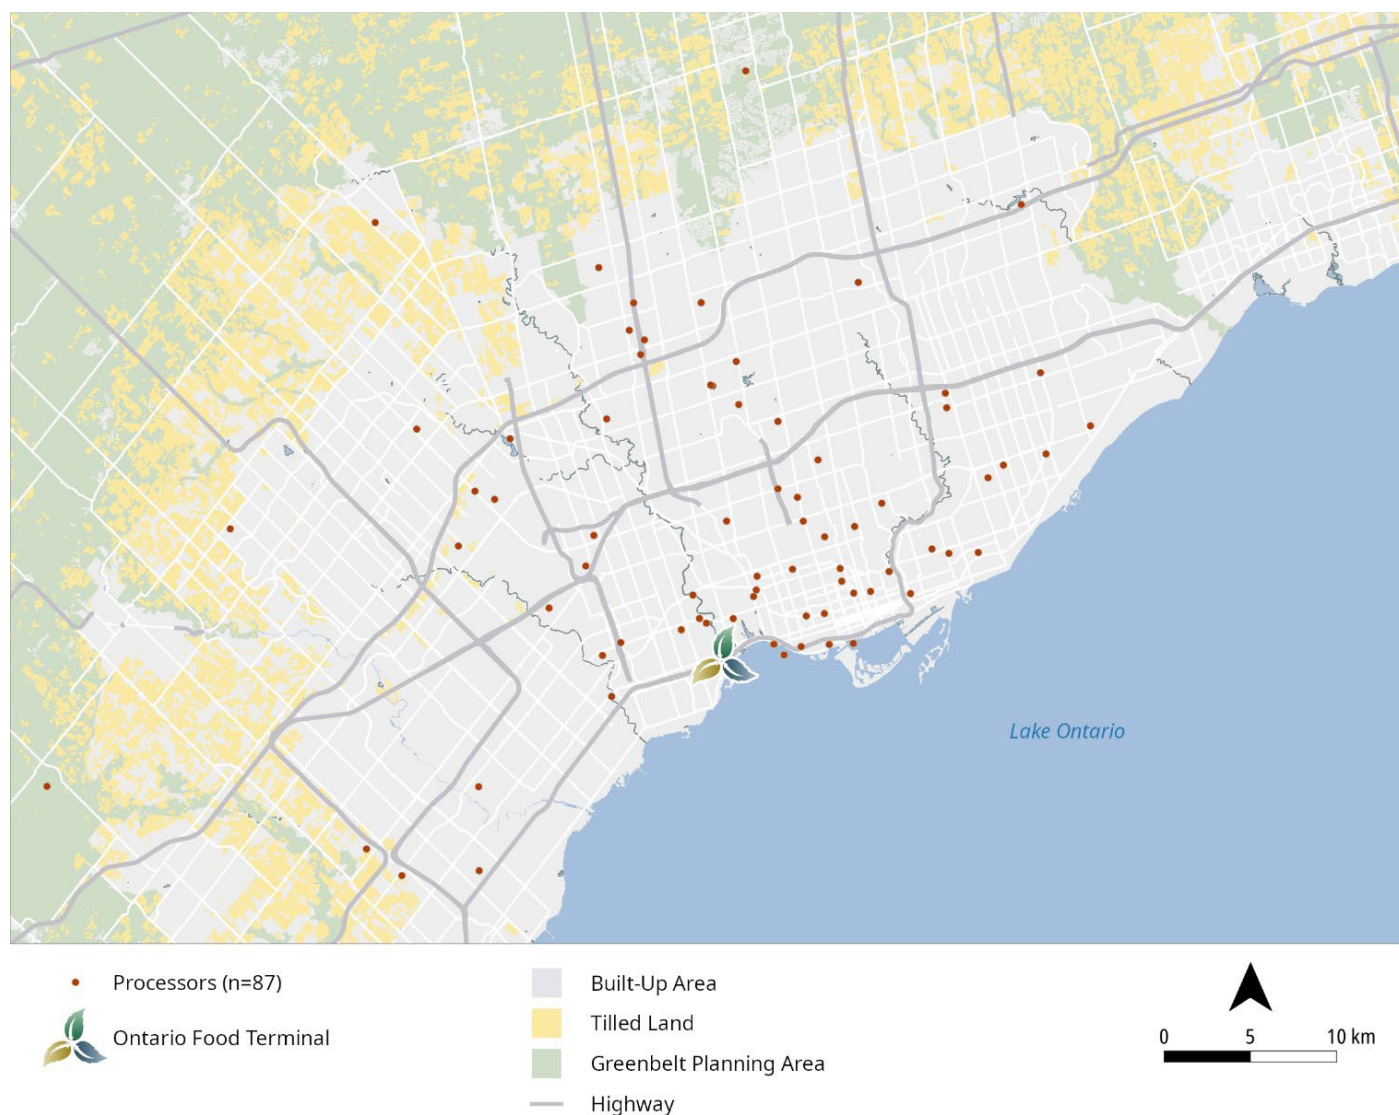 Lake Ontario
Processors (n=87)
Ontario Food Terminal
Built-Up Area
Tilled Land
Greenbelt Planning Area
Highway
0 5 10 km